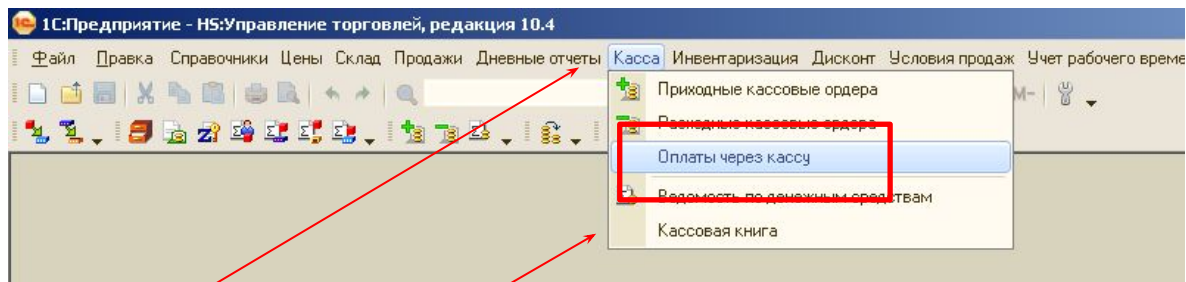 1С:Предприятие - HS:Управление торговлей, редакция 10.4
Файл Правка Справочники Цены Склад Продажи Дневные отчеты Касса Инвентаризация Дисконт Условия продаж Учет рабочего време
Приходные кассовые ордера
М-
Расходные кассовые ордера
Оплаты через кассу
Ведомость по денежным средствам
Кассовая книга